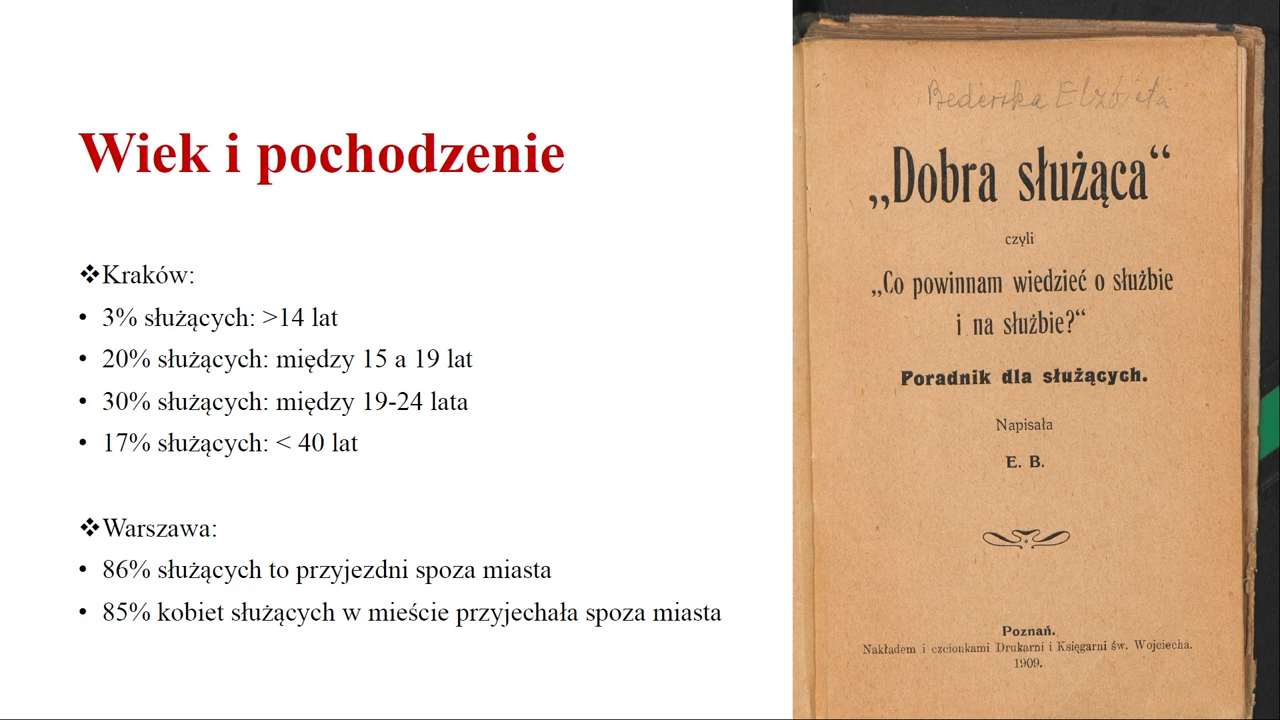 Wiek i pochodzenie
❖Kraków:
• 3% służących: >14 lat
• 20% służących: między 15 a 19 lat
• 30% służących: między 19-24 lata
• 17% służących: < 40 lat
❖Warszawa:
• 86% służących to przyjezdni spoza miasta
• 85% kobiet służących w mieście przyjechała spoza miasta
Bederska Elżbieta
„Dobra służąca“
czyli
„Co powinnam wiedzieć o służbie
i na służbie?“
Poradnik dla służących.
Napisała
E. B.
Poznań.
Nakładem i czcionkami Drukarni i Księgarni św. Wojciecha.
1909.